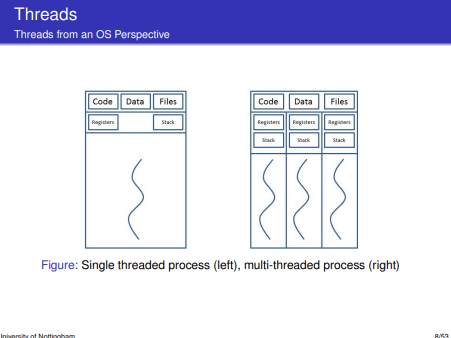 Threads
Threads from an OS Perspective
Code Data Files
Registers Stack
Code Data Files
Registers Registers Registers
Stack Stack Stack
Figure: Single threaded process (left), multi-threaded process (right)
University of Nottingham 8/53